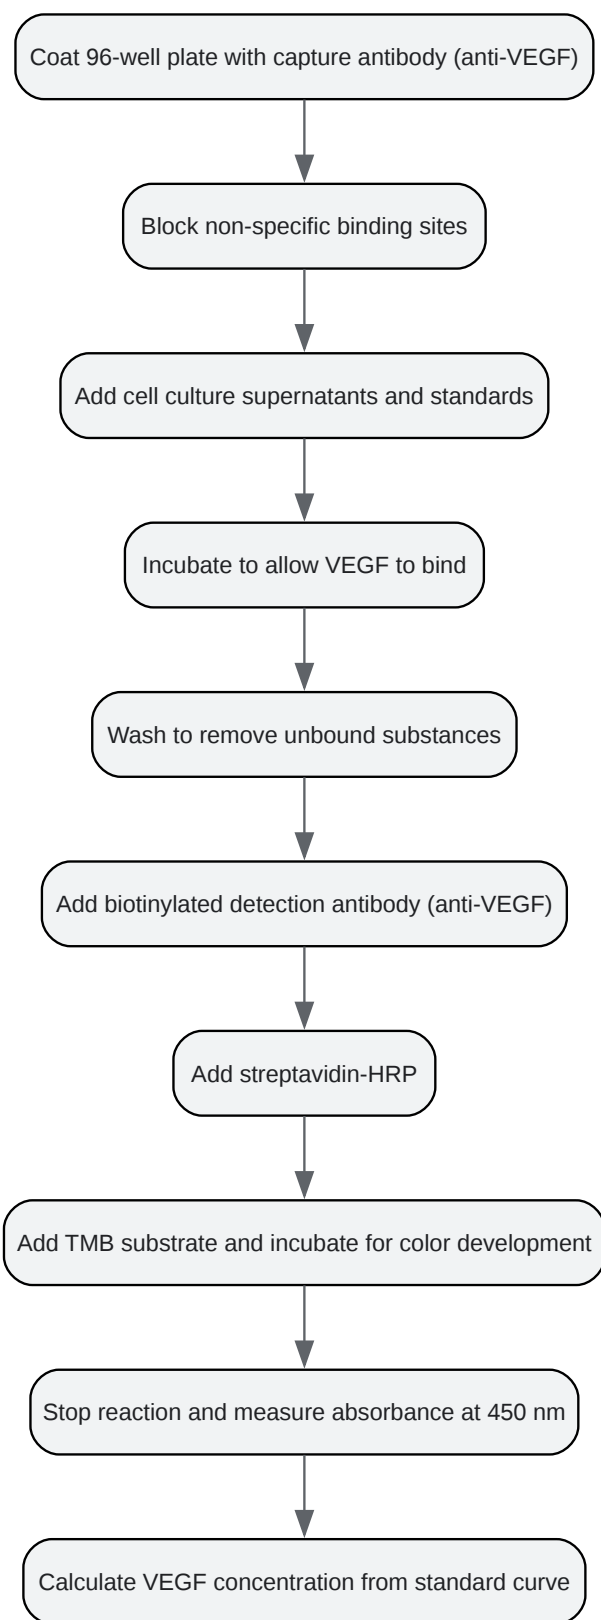 Coat 96-well plate with capture antibody (anti-VEGF)
Block non-specific binding sites
Add cell culture supernatants and standards
Incubate to allow VEGF to bind
Wash to remove unbound substances
Add biotinylated detection antibody (anti-VEGF)
Add streptavidin-HRP
Add TMB substrate and incubate for color development
Stop reaction and measure absorbance at 450 nm
Calculate VEGF concentration from standard curve